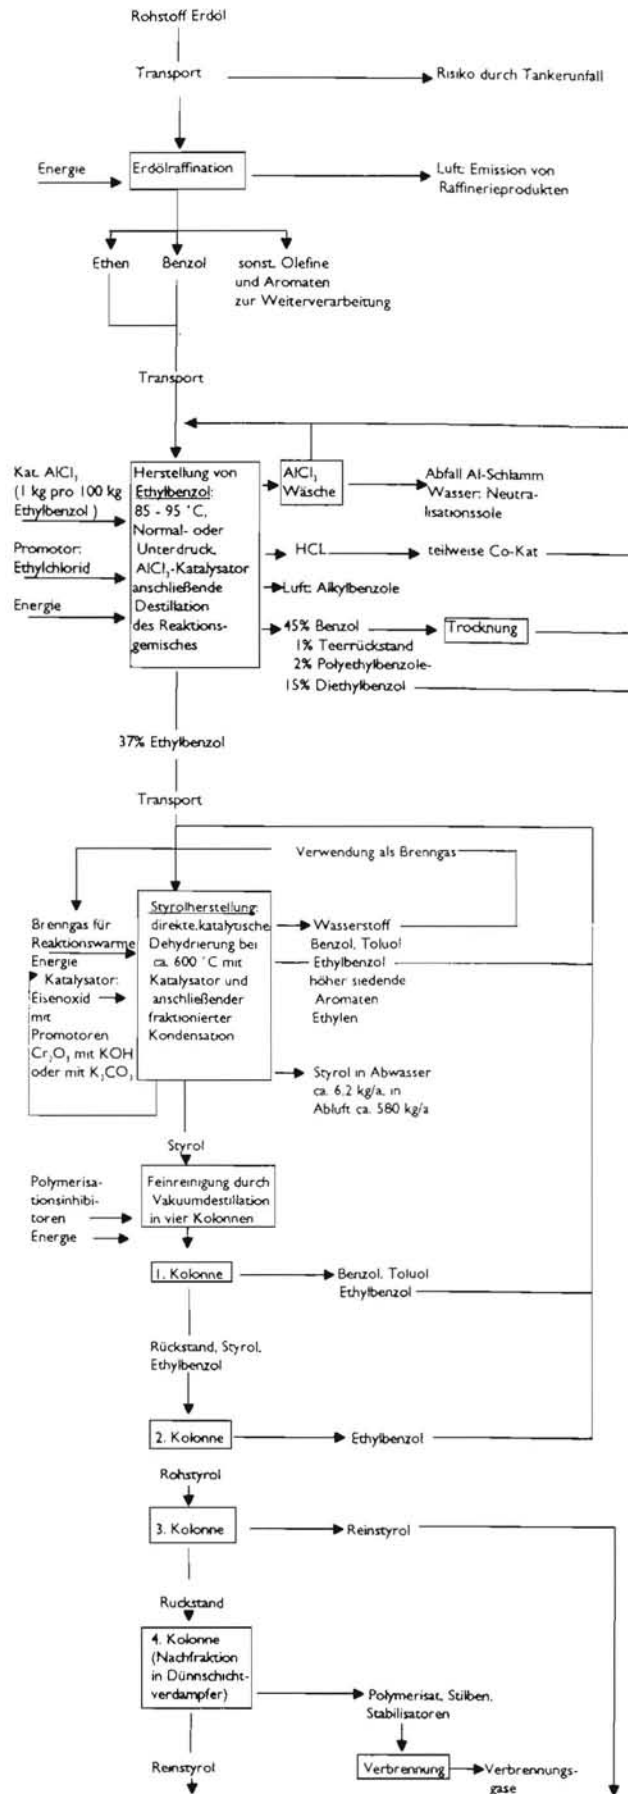 Rohstoff Erdöl
Transport
Risiko durch Tankerunfall
Energie
Erdölraffination
Luft: Emission von
Raffinerieprodukten
Ethen
Benzol
sonst. Olefine
und Aromaten
zur Weiterverarbeitung
Transport
Kat. AlCl₃
(1 kg pro 100 kg
Ethylbenzol )
Promotor:
Ethylchlorid
Energie
Herstellung von
Ethylbenzol:
85 - 95 °C,
Normal- oder
Unterdruck,
AlCl₃-Katalysator
anschließende
Destillation
des Reaktions-
gemisches
AlCl₃
Wäsche
Abfall Al-Schlamm
Wasser: Neutra-
lisationssole
HCL
teilweise Co-Kat
Luft: Alkylbenzole
45% Benzol
1% Teerrückstand
2% Polyethylbenzole-
15% Diethylbenzol
Trocknung
37% Ethylbenzol
Transport
Verwendung als Brenngas
Brenngas für
Reaktionswärme
Energie
Katalysator:
Eisenoxid
mit
Promotoren
Cr₂O₃ mit KOH
oder mit K₂CO₃
Styrolherstellung:
direkte,katalytische
Dehydrierung bei
ca. 600 °C mit
Katalysator und
anschließender
fraktionierter
Kondensation
Wasserstoff
Benzol, Toluol
Ethylbenzol
höher siedende
Aromaten
Ethylen
Styrol in Abwasser
ca. 6,2 kg/a, in
Abluft ca. 580 kg/a
Styrol
Polymerisa-
tionsinhibi-
toren
Energie
Feinreinigung durch
Vakuumdestillation
in vier Kolonnen
1. Kolonne
Benzol, Toluol
Ethylbenzol
Rückstand, Styrol,
Ethylbenzol
2. Kolonne
Ethylbenzol
Rohstyrol
3. Kolonne
Reinstyrol
Ruckstand
4. Kolonne
(Nachfraktion
in Dünnschicht-
verdampfer)
Polymerisat, Stilben,
Stabilisatoren
Reinstyrol
Verbrennung
Verbrennungs-
gase